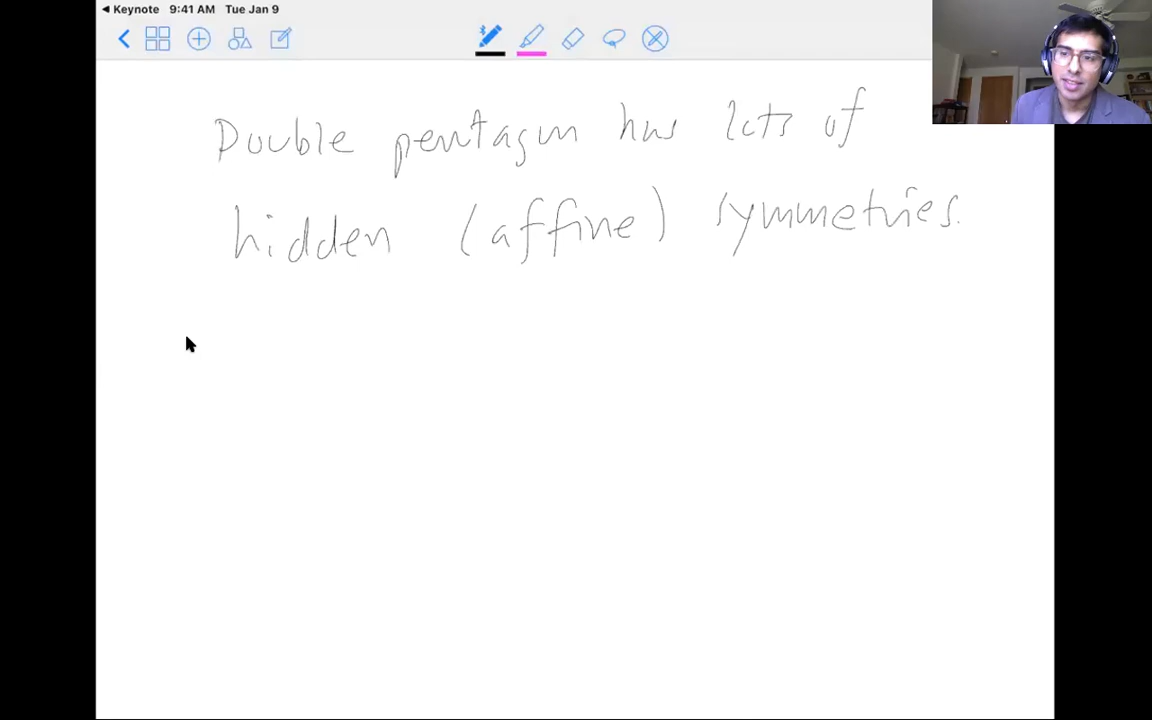 Keynote 9:41 AM Tue Jan 9
Double pentagon has lots of
hidden (affine) symmetries.